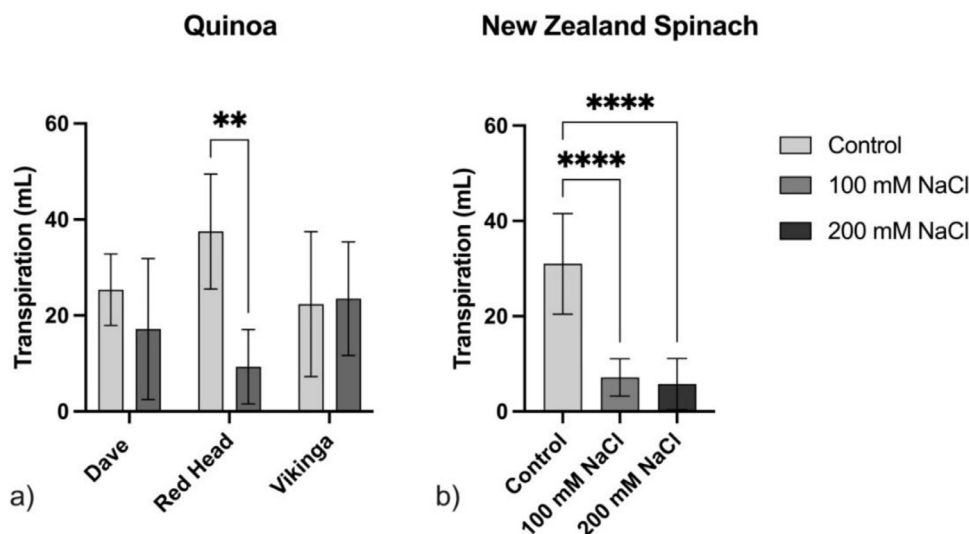 Quinoa
New Zealand Spinach
Transpiration (mL)
60
40
20
0
**
Dave
Red Head
Vikinga
a)
Transpiration (mL)
60
40
20
0
****
****
Control
100 mM NaCl
200 mM NaCl
b)
Control
100 mM NaCl
200 mM NaCl